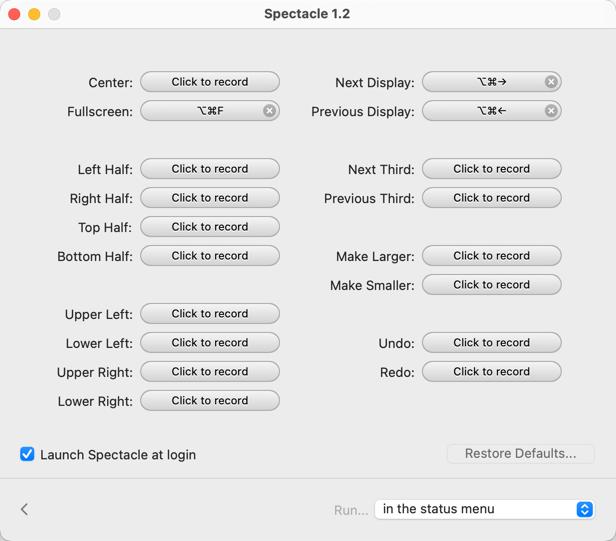 Spectacle 1.2
Center: Click to record
Fullscreen: ⌥⌘F
Next Display: ⌥⌘→
Previous Display: ⌥⌘←
Left Half: Click to record
Right Half: Click to record
Top Half: Click to record
Bottom Half: Click to record
Next Third: Click to record
Previous Third: Click to record
Make Larger: Click to record
Make Smaller: Click to record
Upper Left: Click to record
Lower Left: Click to record
Upper Right: Click to record
Lower Right: Click to record
Undo: Click to record
Redo: Click to record
Launch Spectacle at login
Restore Defaults...
Run... in the status menu